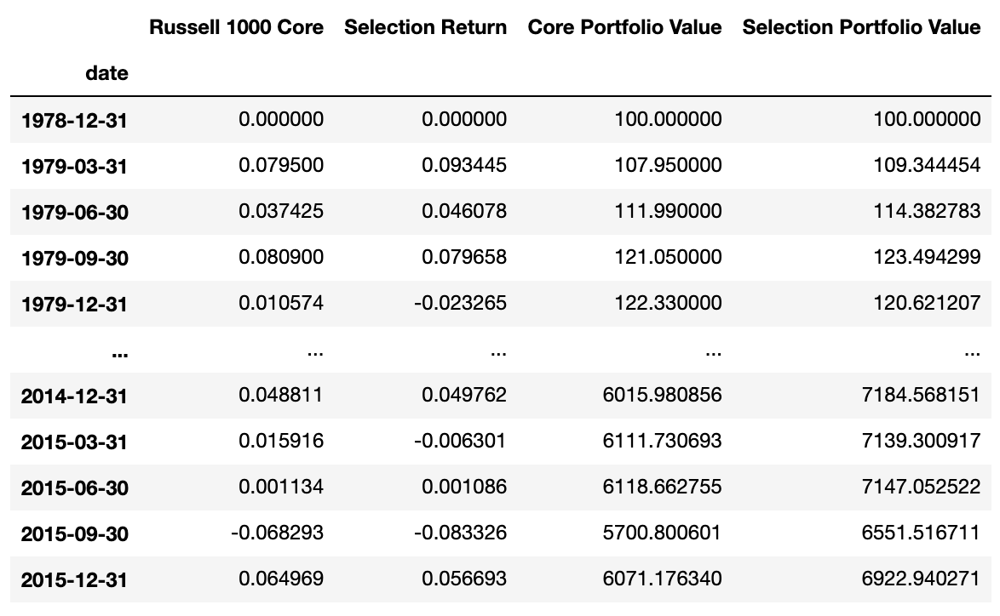 Russell 1000 Core Selection Return Core Portfolio Value Selection Portfolio Value
date
1978-12-31 0.000000 0.000000 100.000000 100.000000
1979-03-31 0.079500 0.093445 107.950000 109.344454
1979-06-30 0.037425 0.046078 111.990000 114.382783
1979-09-30 0.080900 0.079658 121.050000 123.494299
1979-12-31 0.010574 -0.023265 122.330000 120.621207
... ... ... ... ...
2014-12-31 0.048811 0.049762 6015.980856 7184.568151
2015-03-31 0.015916 -0.006301 6111.730693 7139.300917
2015-06-30 0.001134 0.001086 6118.662755 7147.052522
2015-09-30 -0.068293 -0.083326 5700.800601 6551.516711
2015-12-31 0.064969 0.056693 6071.176340 6922.940271